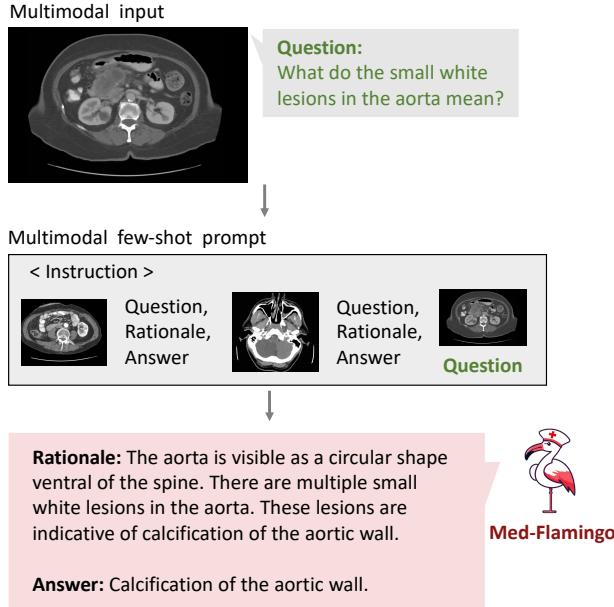 Multimodal input
Question:
What do the small white
lesions in the aorta mean?
Multimodal few-shot prompt
< Instruction >
Question,
Rationale,
Answer
Question,
Rationale,
Answer
Question
Rationale: The aorta is visible as a circular shape
ventral of the spine. There are multiple small
white lesions in the aorta. These lesions are
indicative of calcification of the aortic wall.
Answer: Calcification of the aortic wall.
Med-Flamingo